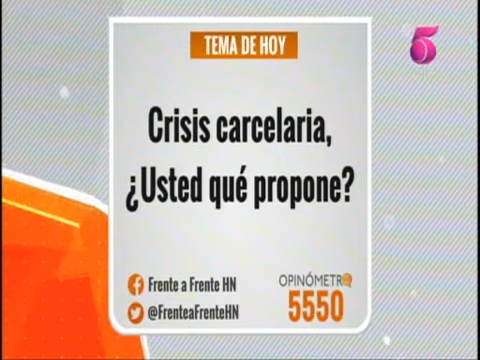 TEMA DE HOY
5
Crisis carcelaria,
¿Usted qué propone?
Frente a Frente HN
@FrenteaFrenteHN
OPINÓMETRO
5550